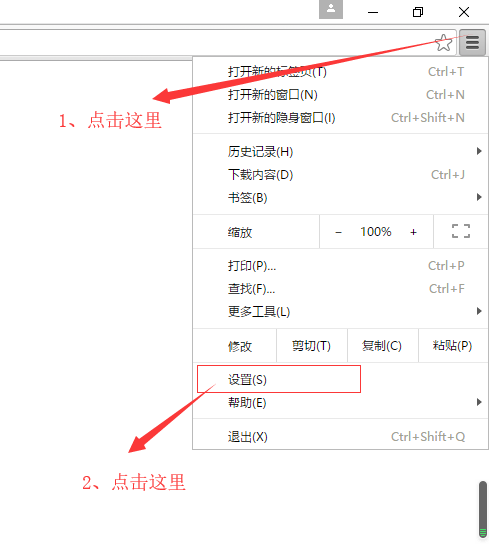 打开新的标签页(T) Ctrl+T
1、点击这里
打开新的窗口(N) Ctrl+N
打开新的隐身窗口(I) Ctrl+Shift+N
历史记录(H)
下载内容(D) Ctrl+J
书签(B)
缩放 − 100% +
打印(P)... Ctrl+P
查找(F)... Ctrl+F
更多工具(L)
修改 剪切(T) 复制(C) 粘贴(P)
设置(S)
帮助(E)
退出(X) Ctrl+Shift+Q
2、点击这里